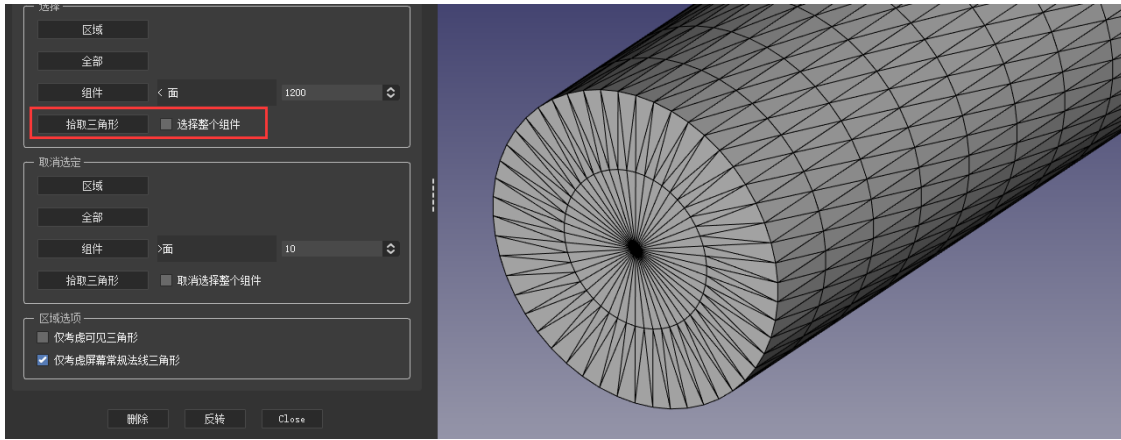 选择
区域
全部
组件 < 面 1200
拾取三角形 选择整个组件
取消选定
区域
全部
组件 >面 10
拾取三角形 取消选择整个组件
区域选项
仅考虑可见三角形
仅考虑屏幕常规法线三角形
删除 反转 Close